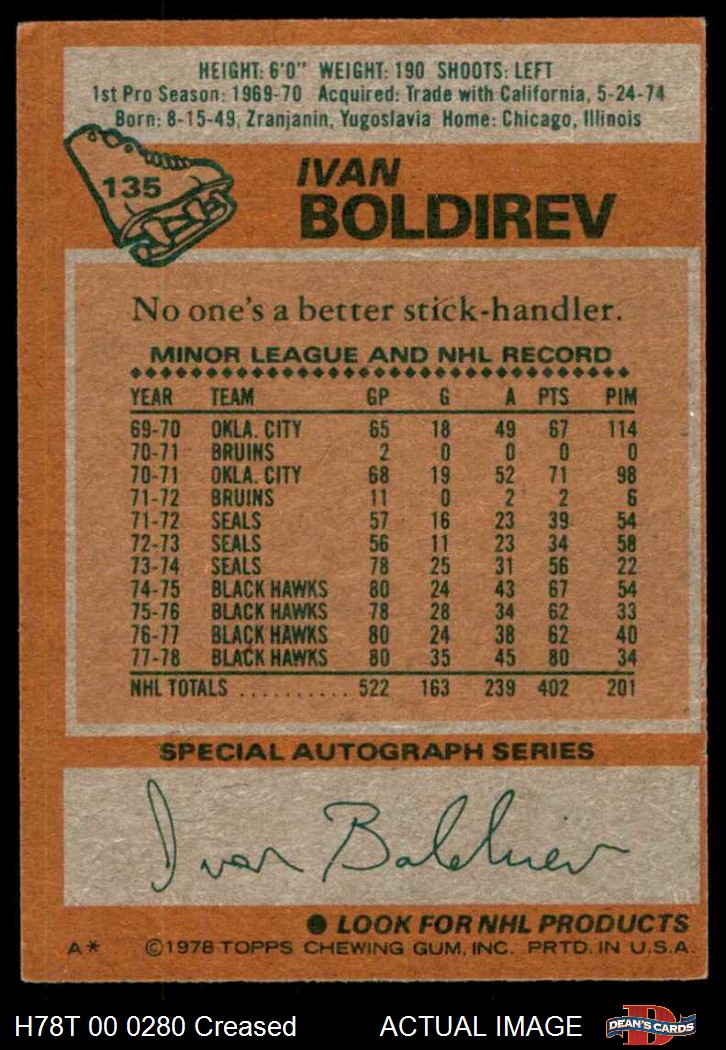 HEIGHT: 6'0" WEIGHT: 190 SHOOTS: LEFT
1st Pro Season: 1969-70 Acquired: Trade with California, 5-24-74
Born: 8-15-49, Zranjanin, Yugoslavia Home: Chicago, Illinois
135
IVAN
BOLDIREV
No one's a better stick-handler.
MINOR LEAGUE AND NHL RECORD
YEAR TEAM GP G A PTS PIM
69-70 OKLA. CITY 65 18 49 67 114
70-71 BRUINS 2 0 0 0 0
70-71 OKLA. CITY 68 19 52 71 98
71-72 BRUINS 11 0 2 2 6
71-72 SEALS 57 16 23 39 54
72-73 SEALS 56 11 23 34 58
73-74 SEALS 78 25 31 56 22
74-75 BLACK HAWKS 80 24 43 67 54
75-76 BLACK HAWKS 78 28 34 62 33
76-77 BLACK HAWKS 80 24 38 62 40
77-78 BLACK HAWKS 80 35 45 80 34
NHL TOTALS .......... 522 163 239 402 201
SPECIAL AUTOGRAPH SERIES
Ivan Boldirev
● LOOK FOR NHL PRODUCTS
A* ©1978 TOPPS CHEWING GUM, INC. PRTD. IN U.S.A.
H78T 00 0280 Creased ACTUAL IMAGE
D
DEAN'S CARDS